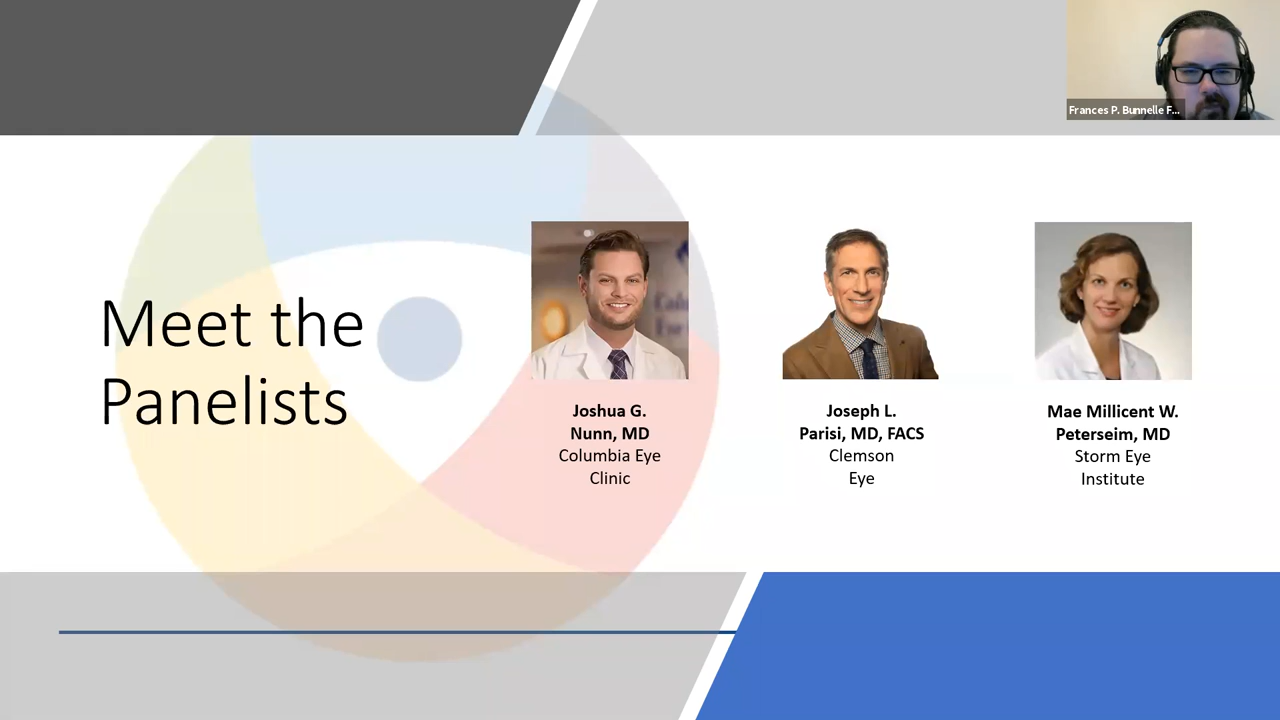 Frances P. Bunnelle F...
Meet the
Panelists
Joshua G.
Nunn, MD
Columbia Eye
Clinic
Joseph L.
Parisi, MD, FACS
Clemson
Eye
Mae Millicent W.
Peterseim, MD
Storm Eye
Institute